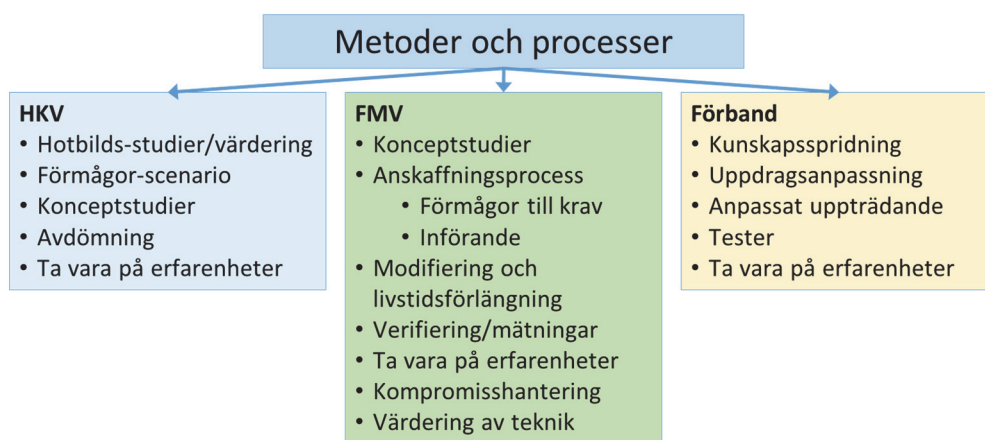 Metoder och processer
HKV
• Hotbilds-studier/värdering
• Förmågor-scenario
• Konceptstudier
• Avdömning
• Ta vara på erfarenheter
FMV
• Konceptstudier
• Anskaffningsprocess
• Förmågor till krav
• Införande
• Modifiering och
livstidsförlängning
• Verifiering/mätningar
• Ta vara på erfarenheter
• Kompromisshantering
• Värdering av teknik
Förband
• Kunskapsspridning
• Uppdragsanpassning
• Anpassat uppträdande
• Tester
• Ta vara på erfarenheter